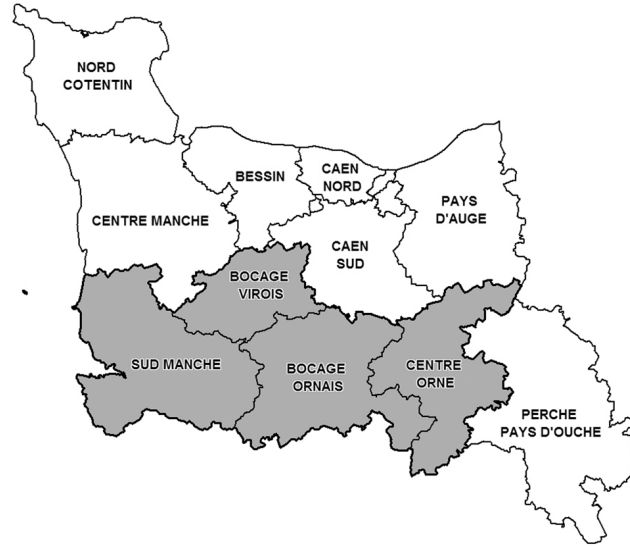 NORD
COTENTIN
CENTRE MANCHE
BESSIN
CAEN
NORD
PAYS
D'AUGE
CAEN
SUD
BOCAGE
VIROIS
SUD MANCHE
BOCAGE
ORNAIS
CENTRE
ORNE
PERCHE
PAYS D'OUCHE